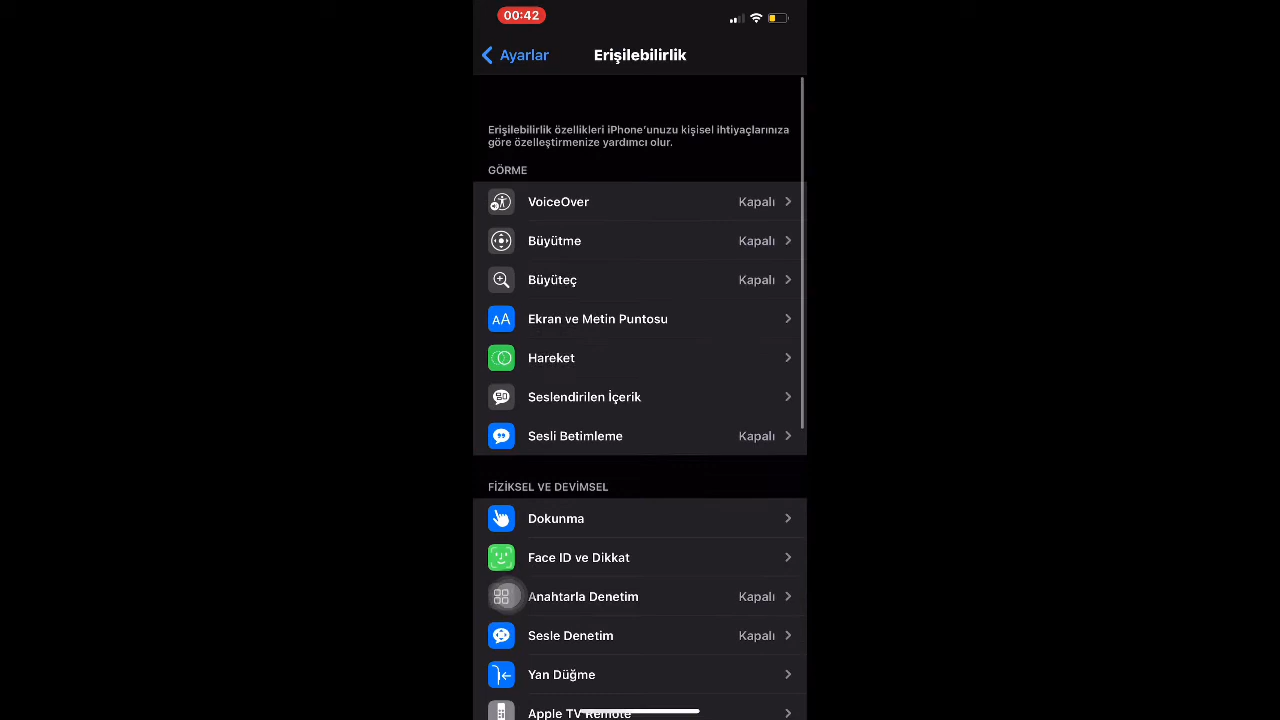 00:42
Ayarlar
Erişilebilirlik
Erişilebilirlik özellikleri iPhone'unuzu kişisel ihtiyaçlarınıza
göre özelleştirmenize yardımcı olur.
GÖRME
VoiceOver Kapalı
Büyütme Kapalı
Büyüteç Kapalı
AA Ekran ve Metin Puntosu
Hareket
Seslendirilen İçerik
Sesli Betimleme Kapalı
FİZİKSEL VE DEVİMSEL
Dokunma
Face ID ve Dikkat
Anahtarla Denetim Kapalı
Sesle Denetim Kapalı
Yan Düğme
Apple TV Remote